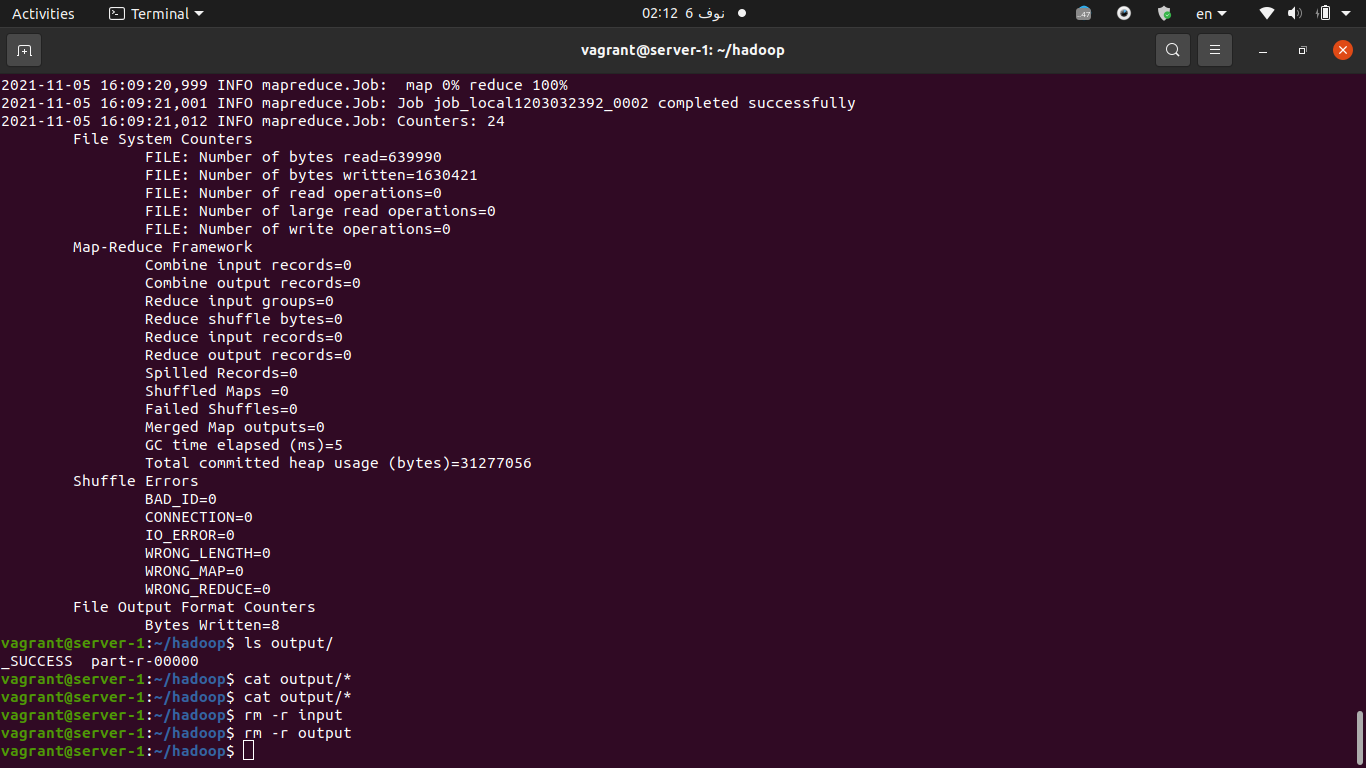 Activities Terminal 02:12 6 نوف .47 en
vagrant@server-1: ~/hadoop
2021-11-05 16:09:20,999 INFO mapreduce.Job:  map 0% reduce 100%
2021-11-05 16:09:21,001 INFO mapreduce.Job: Job job_local1203032392_0002 completed successfully
2021-11-05 16:09:21,012 INFO mapreduce.Job: Counters: 24
File System Counters
FILE: Number of bytes read=639990
FILE: Number of bytes written=1630421
FILE: Number of read operations=0
FILE: Number of large read operations=0
FILE: Number of write operations=0
Map-Reduce Framework
Combine input records=0
Combine output records=0
Reduce input groups=0
Reduce shuffle bytes=0
Reduce input records=0
Reduce output records=0
Spilled Records=0
Shuffled Maps =0
Failed Shuffles=0
Merged Map outputs=0
GC time elapsed (ms)=5
Total committed heap usage (bytes)=31277056
Shuffle Errors
BAD_ID=0
CONNECTION=0
IO_ERROR=0
WRONG_LENGTH=0
WRONG_MAP=0
WRONG_REDUCE=0
File Output Format Counters
Bytes Written=8
vagrant@server-1:~/hadoop$ ls output/
_SUCCESS  part-r-00000
vagrant@server-1:~/hadoop$ cat output/*
vagrant@server-1:~/hadoop$ cat output/*
vagrant@server-1:~/hadoop$ rm -r input
vagrant@server-1:~/hadoop$ rm -r output
vagrant@server-1:~/hadoop$